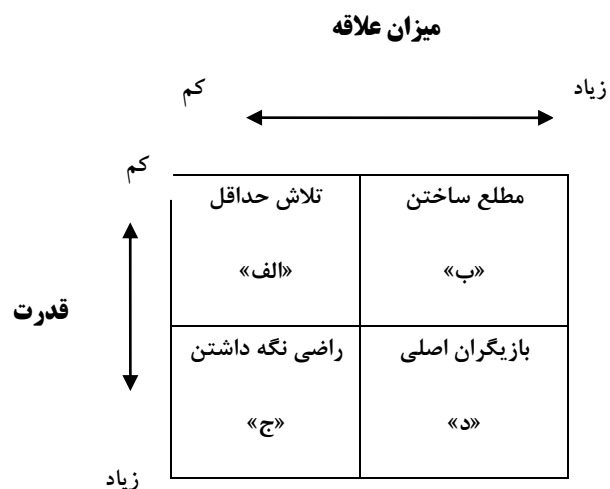 میزان علاقه
زیاد
کم
کم
مطلع ساختن
تلاش حداقل
«ب»
«الف»
قدرت
بازیگران اصلی
راضی نگه داشتن
«د»
«ج»
زیاد